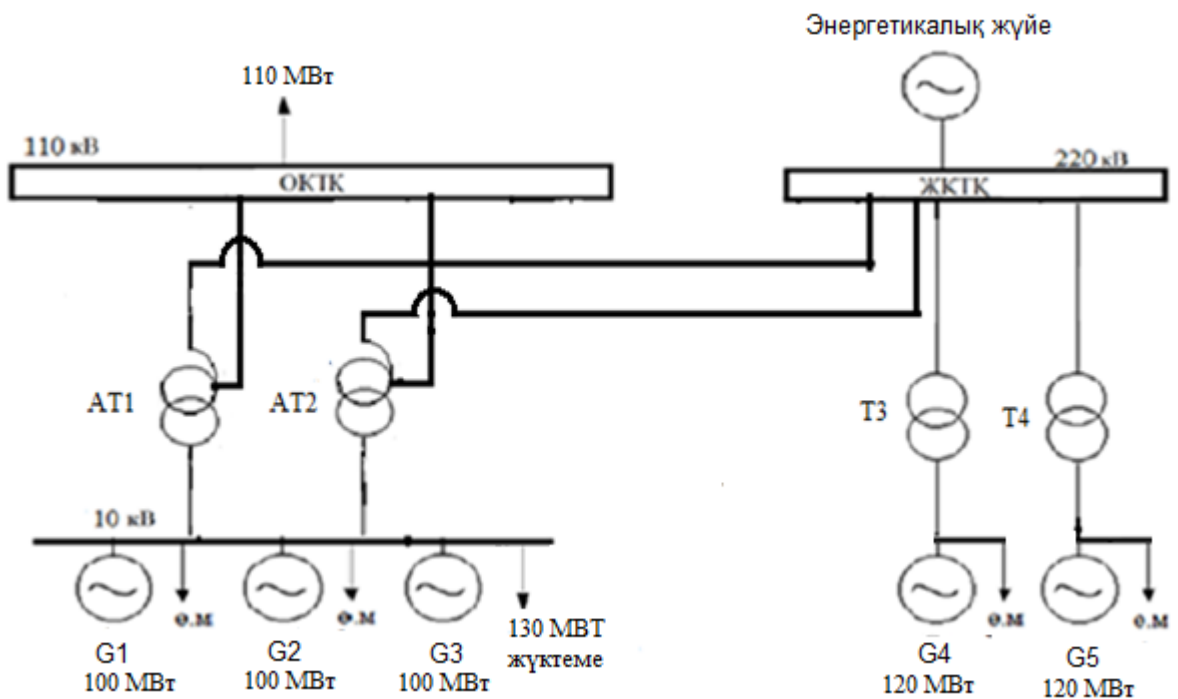 Энергетикалық жүйе
110 МВт
110 кВ
220 кВ
ОКТҚ
ЖКТҚ
АТ1
АТ2
Т3
Т4
10 кВ
ө.м
ө.м
ө.м
ө.м
130 МВТ
жүктеме
G1
100 МВт
G2
100 МВт
G3
100 МВт
G4
120 МВт
G5
120 МВт